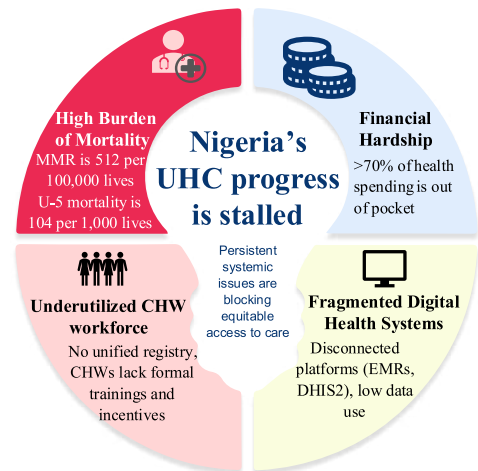 High Burden
of Mortality
MMR is 512 per
100,000 lives
U-5 mortality is
104 per 1,000 lives
Nigeria's
UHC progress
is stalled
Persistent
systemic
issues are
blocking
equitable
access to care
Financial
Hardship
>70% of health
spending is out
of pocket
Underutilized CHW
workforce
No unified registry,
CHWs lack formal
trainings and
incentives
Fragmented Digital
Health Systems
Disconnected
platforms (EMRs,
DHIS2), low data
use